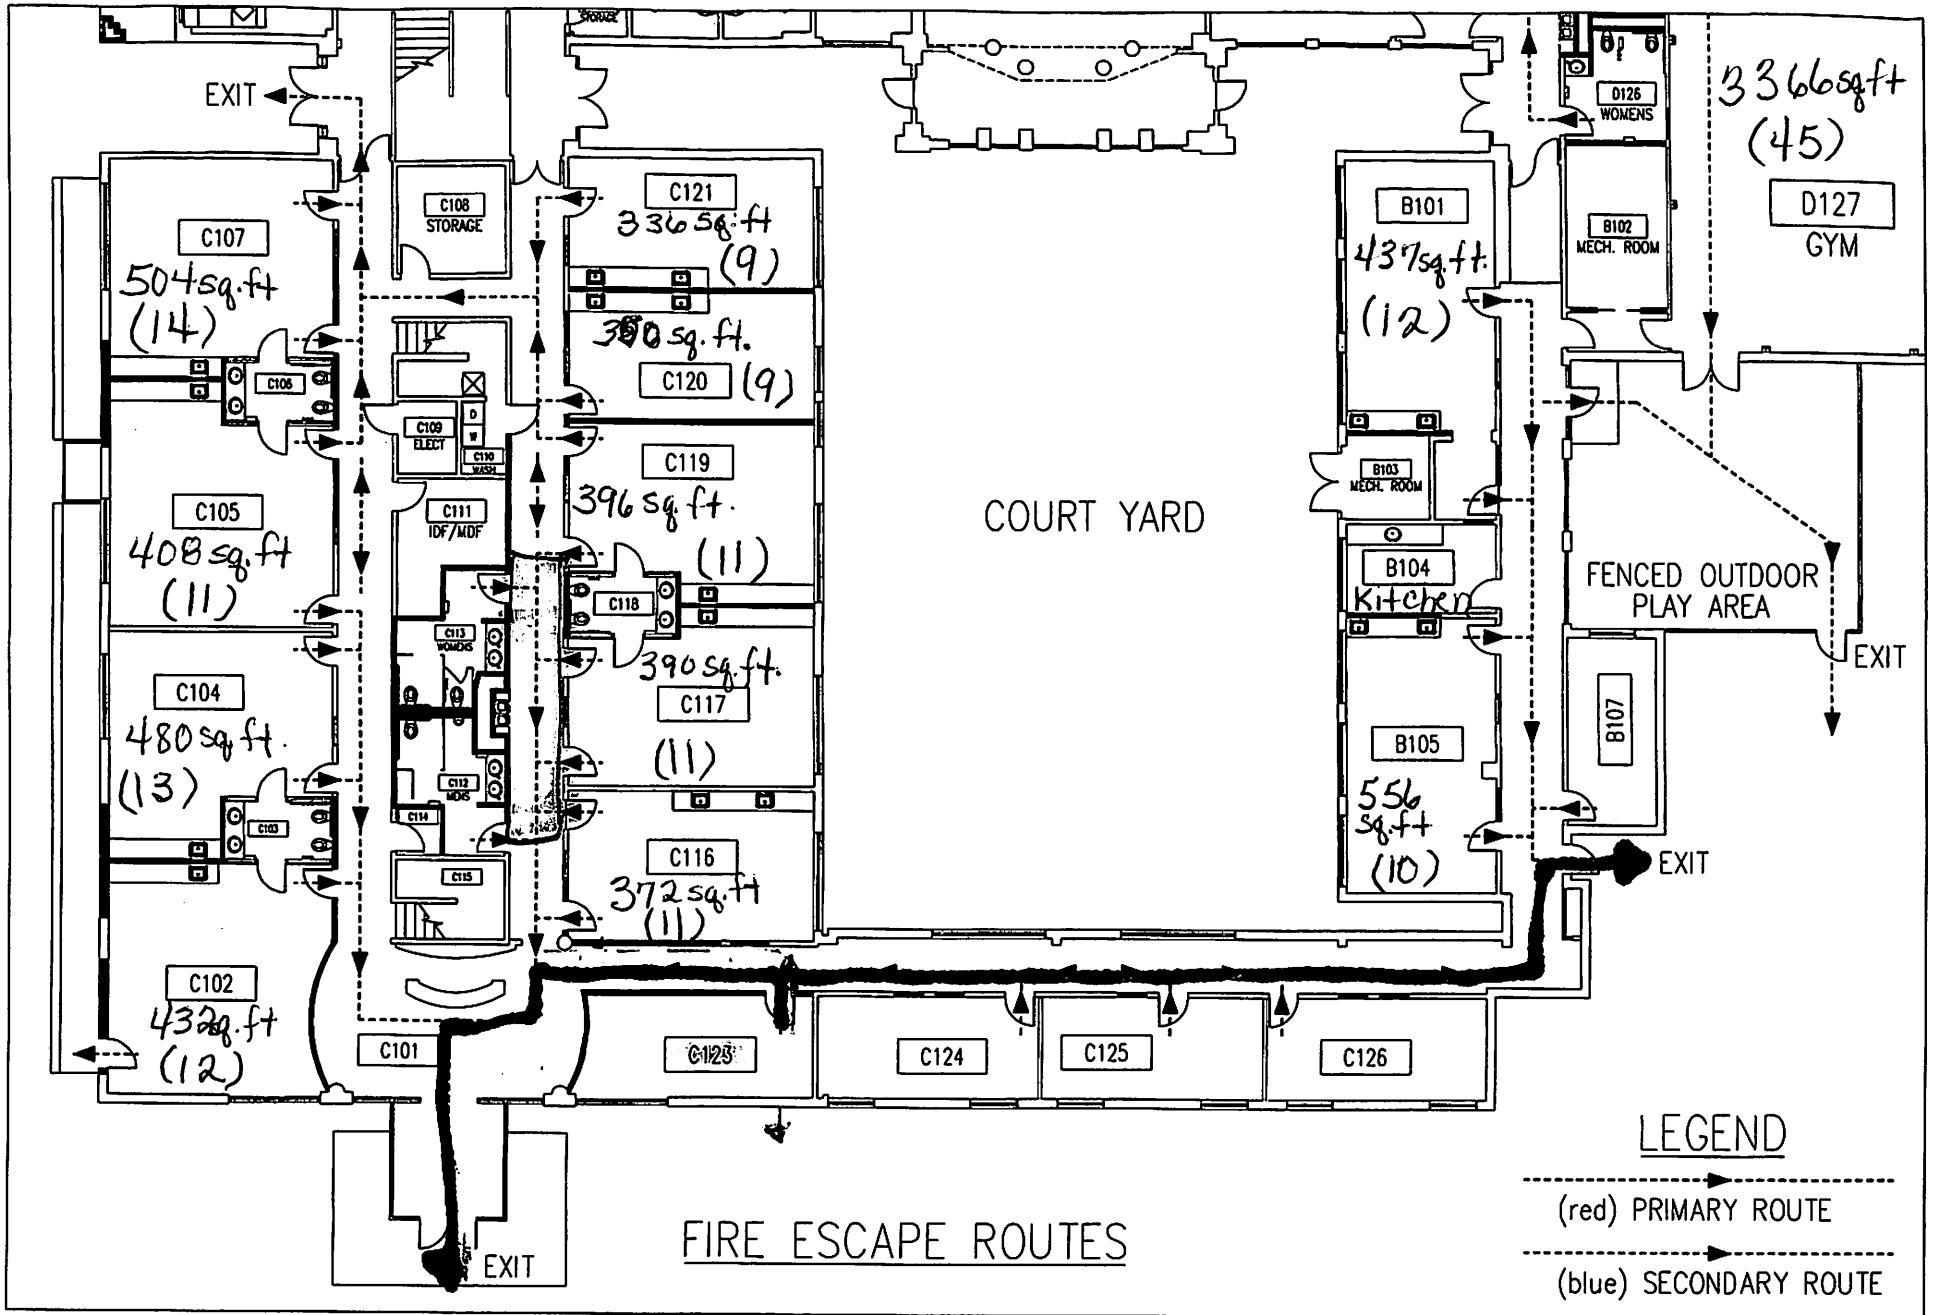 STORAGE
EXIT
D126
WOMENS
3366 sq ft
(45)
D127
GYM
C108
STORAGE
C121
336 sq. ft
(9)
B101
437 sq. ft.
(12)
B102
MECH. ROOM
C107
504 sq. ft
(14)
sq. ft.
C120 (9)
C106
C109
ELECT
D
W
C110
WASH
C119
396 sq. ft.
(11)
B103
MECH. ROOM
C105
408 sq. ft
(11)
C111
IDF/MDF
COURT YARD
B104
Kitchen
FENCED OUTDOOR
PLAY AREA
EXIT
C118
C113
WOMENS
C104
480 sq. ft.
(13)
390 sq. ft.
C117
(11)
B105
556
sq. ft
(10)
B107
C112
MENS
C114
C103
C115
C116
372 sq. ft
(11)
EXIT
C102
432 sq. ft
(12)
C101
C123
C124
C125
C126
LEGEND
(red) PRIMARY ROUTE
(blue) SECONDARY ROUTE
FIRE ESCAPE ROUTES
EXIT